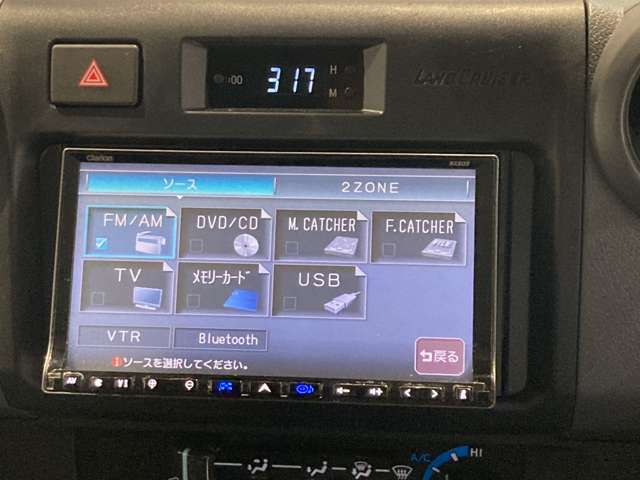 :00
317
H
M
LAND CRUISER
Clarion
ソース
2ZONE
FM/AM
DVD/CD
M.CATCHER
F.CATCHER
TV
メモリーカード
USB
VTR
Bluetooth
ソースを選択してください。
戻る
A/C
HI